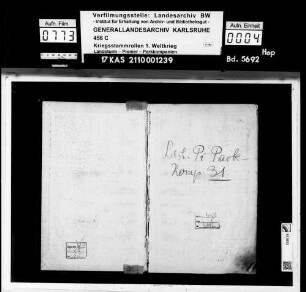 Aufn. Film
0773
Verfilmungsstelle: Landesarchiv BW
- Institut für Erhaltung von Archiv- und Bibliotheksgut -
GENERALLANDESARCHIV KARLSRUHE
456 C
Kriegsstammrollen 1. Weltkrieg
Landsturm - Pionier - Parkkompanien
KAS 2110001239
Aufn. Einheit
0004
Hep
Bd. 5692
Ldst. Pi Park-
Komp. 31